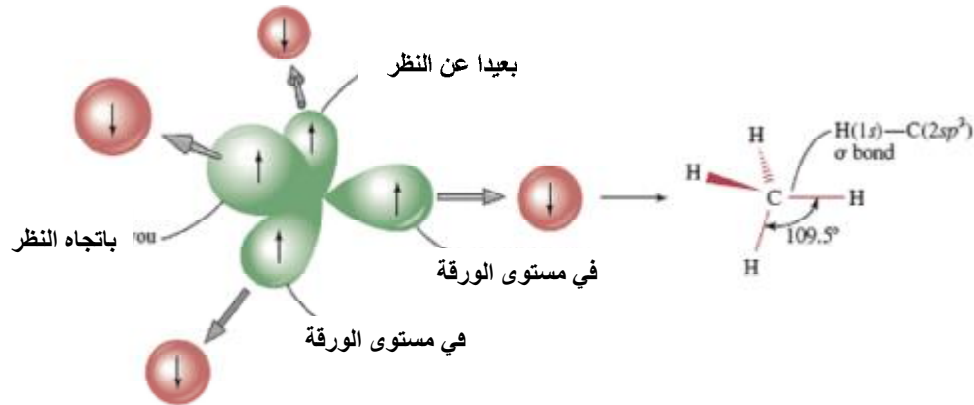 بعيدا عن النظر
H
H(1s)—C(2sp³)
σ bond
H
C
H
109.5°
H
باتجاه النظر
you
في مستوى الورقة
في مستوى الورقة